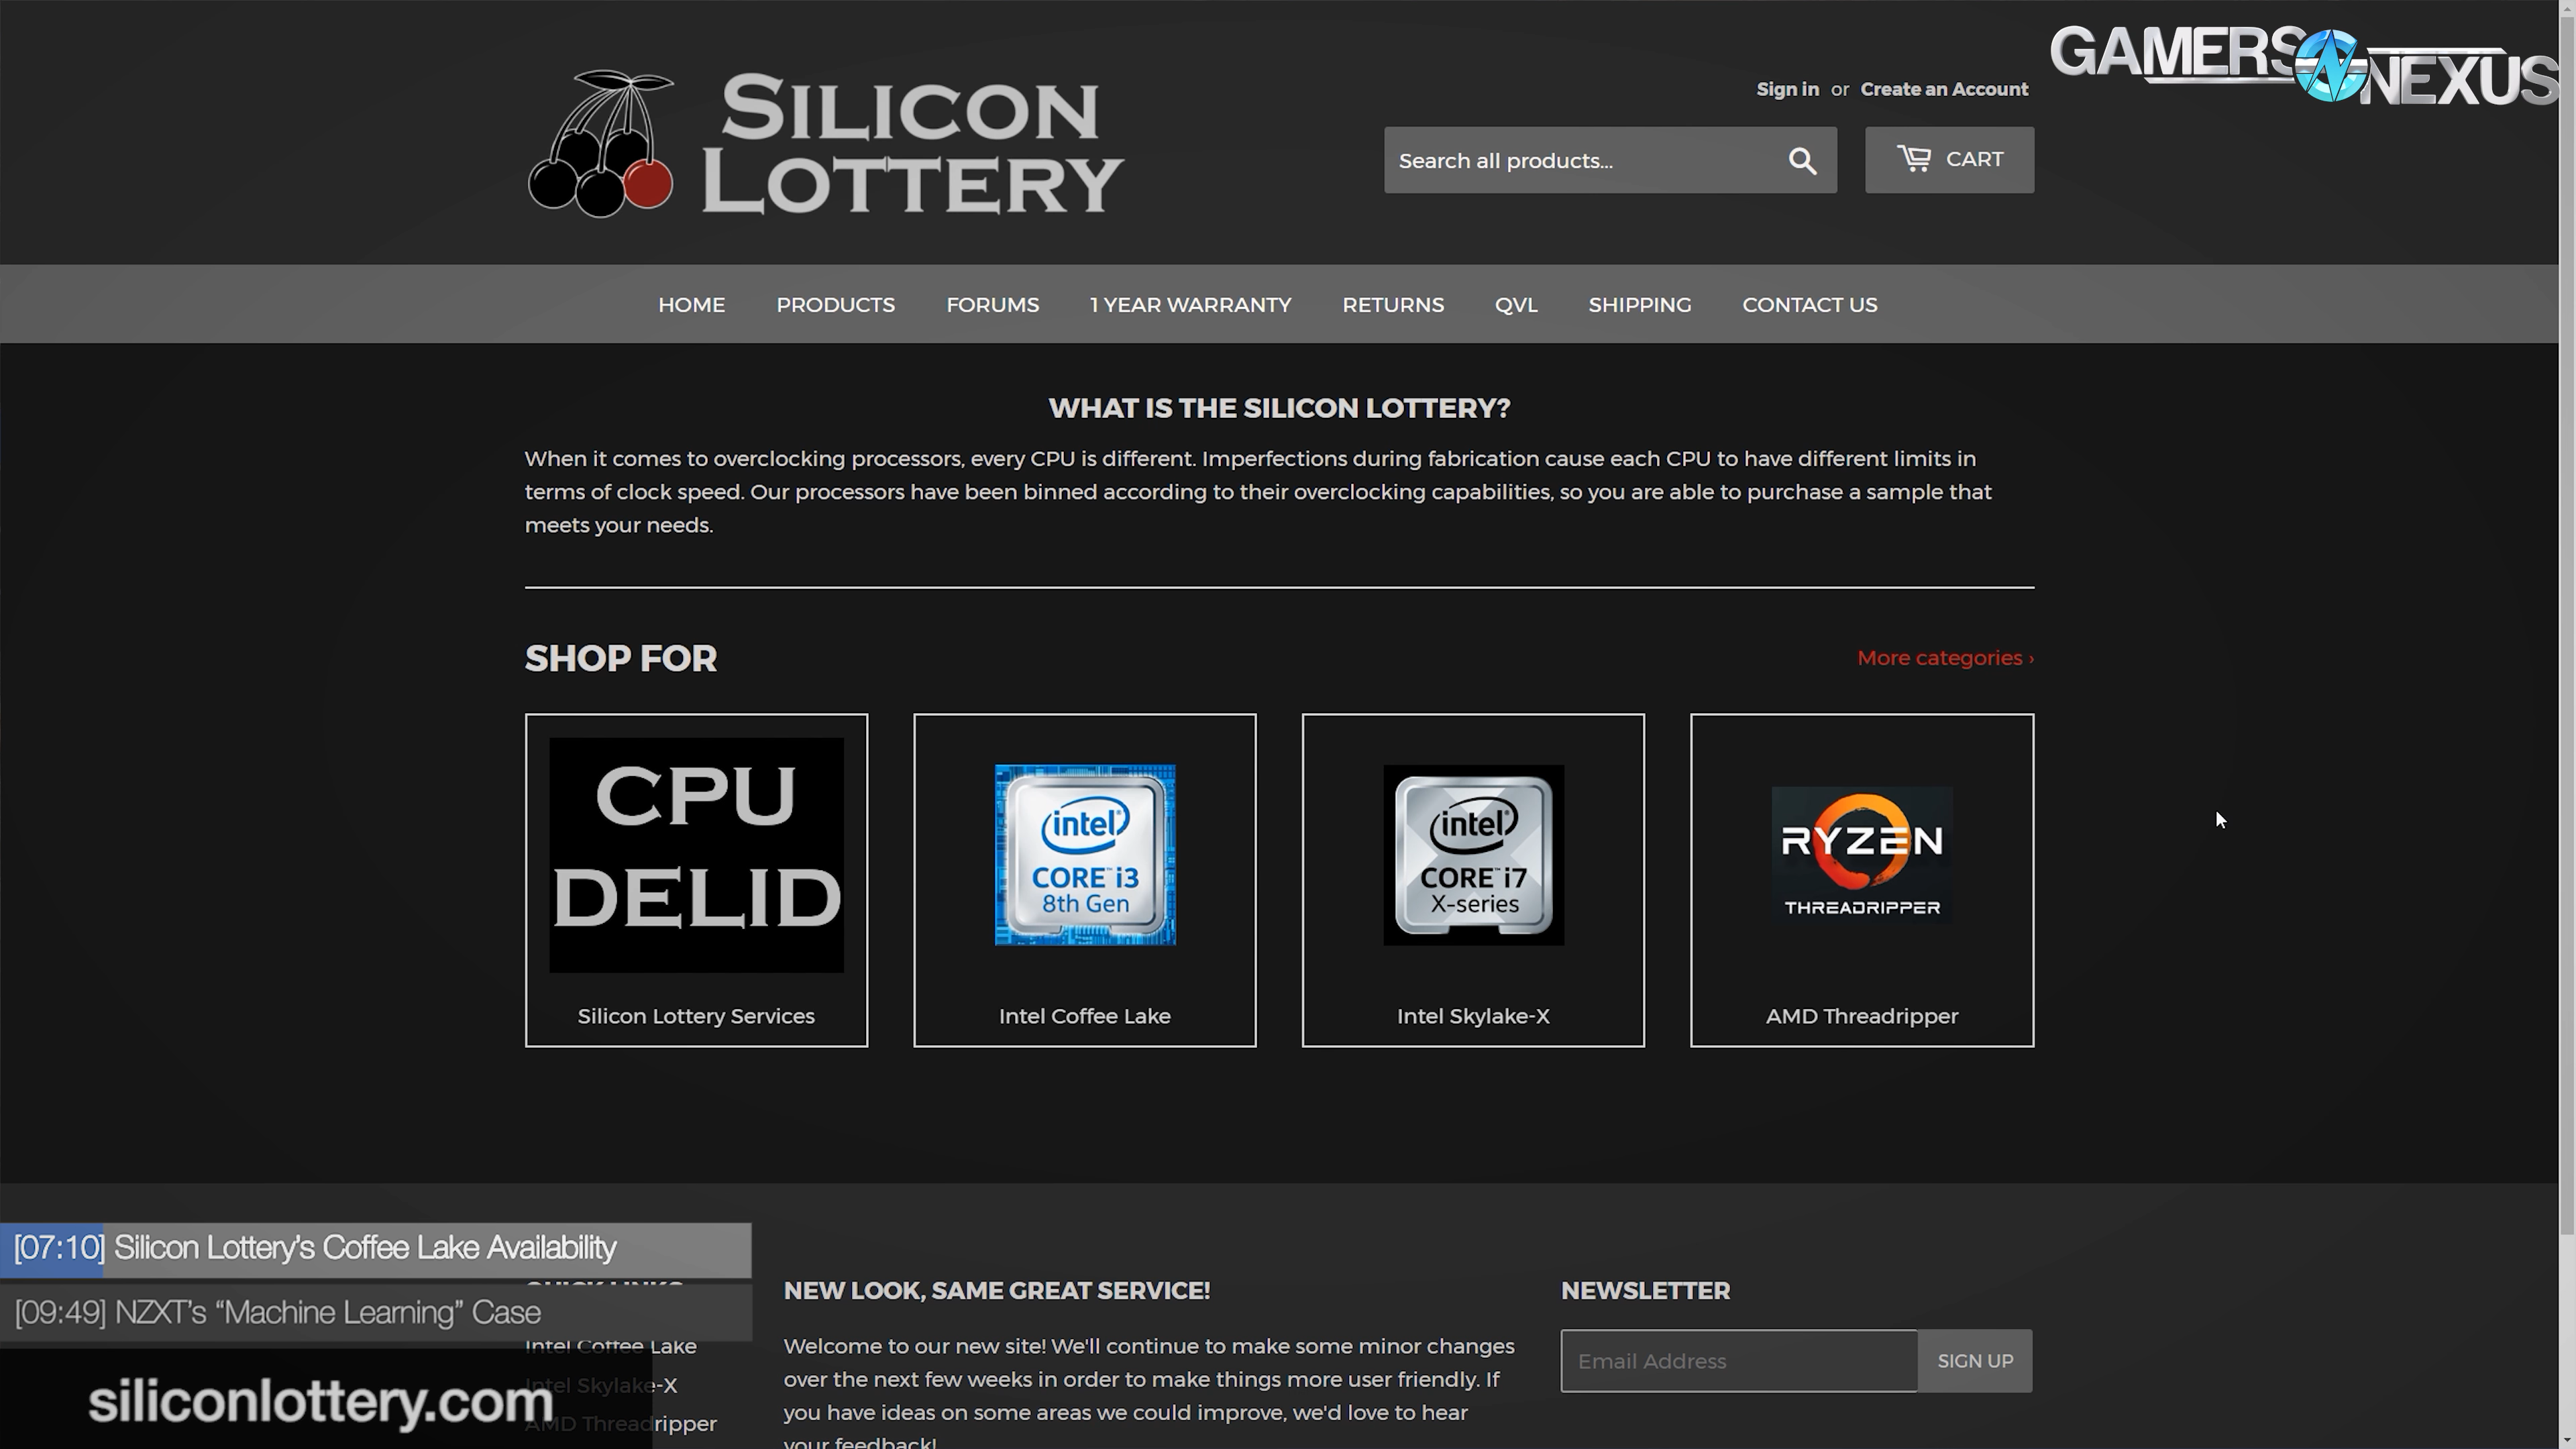 GAMERS NEXUS
SILICON
LOTTERY
Sign in or Create an Account
Search all products...
CART
HOME PRODUCTS FORUMS 1 YEAR WARRANTY RETURNS QVL SHIPPING CONTACT US
WHAT IS THE SILICON LOTTERY?
When it comes to overclocking processors, every CPU is different. Imperfections during fabrication cause each CPU to have different limits in
terms of clock speed. Our processors have been binned according to their overclocking capabilities, so you are able to purchase a sample that
meets your needs.
SHOP FOR
More categories ›
CPU
DELID
Silicon Lottery Services
intel®
CORE™ i3
8th Gen
Intel Coffee Lake
intel®
CORE™ i7
X-series
Intel Skylake-X
RYZEN
THREADRIPPER
AMD Threadripper
[07:10] Silicon Lottery's Coffee Lake Availability
[09:49] NZXT's “Machine Learning” Case
siliconlottery.com
QUICK LINKS
Intel Coffee Lake
Intel Skylake-X
AMD Threadripper
NEW LOOK, SAME GREAT SERVICE!
Welcome to our new site! We'll continue to make some minor changes
over the next few weeks in order to make things more user friendly. If
you have ideas on some areas we could improve, we'd love to hear
your feedback!
NEWSLETTER
Email Address
SIGN UP